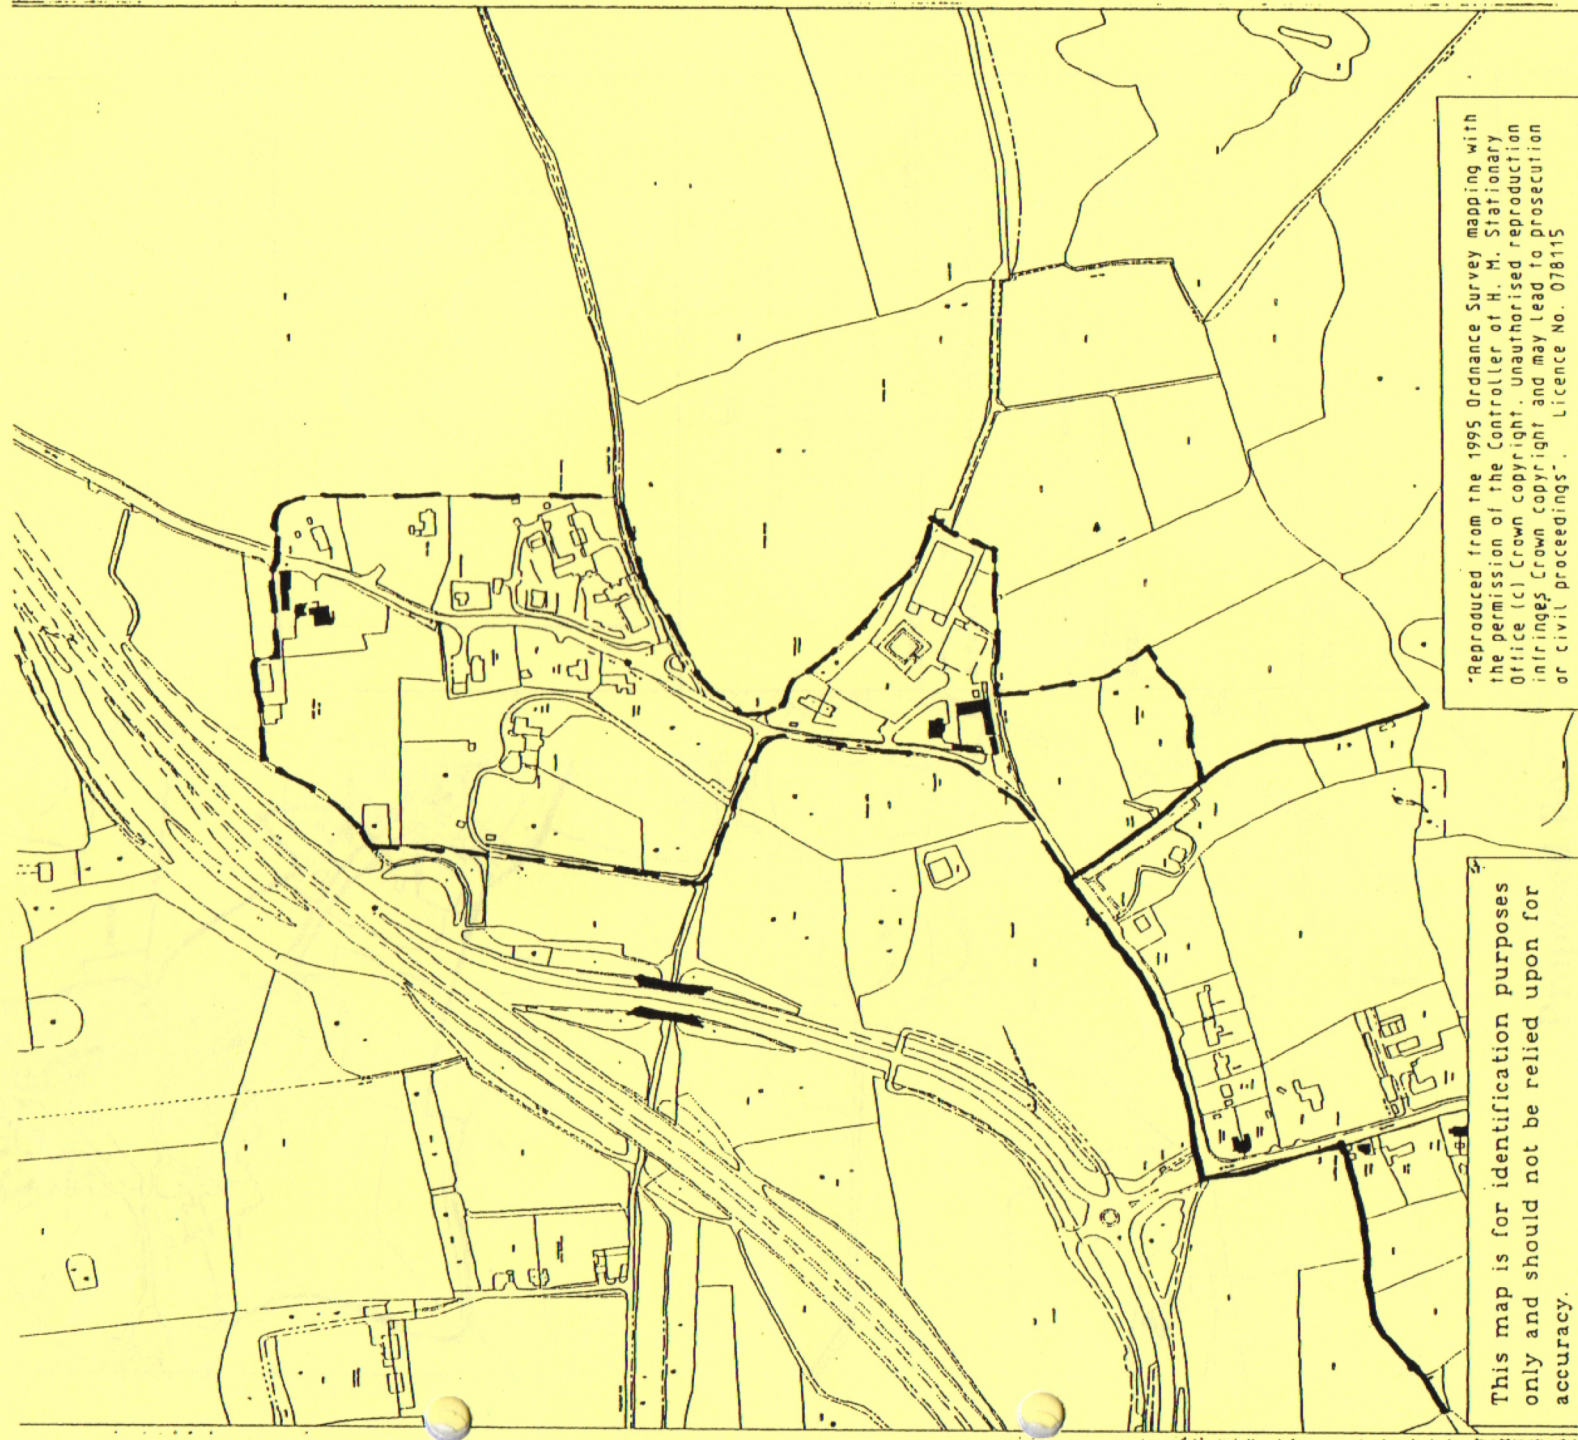 "Reproduced from the 1995 Ordnance Survey mapping with
the permission of the Controller of H. M. Stationary
Office (c) Crown copyright. Unauthorised reproduction
infringes Crown copyright and may lead to prosecution
or civil proceedings". Licence No. 078115
This map is for identification purposes
only and should not be relied upon for
accuracy.